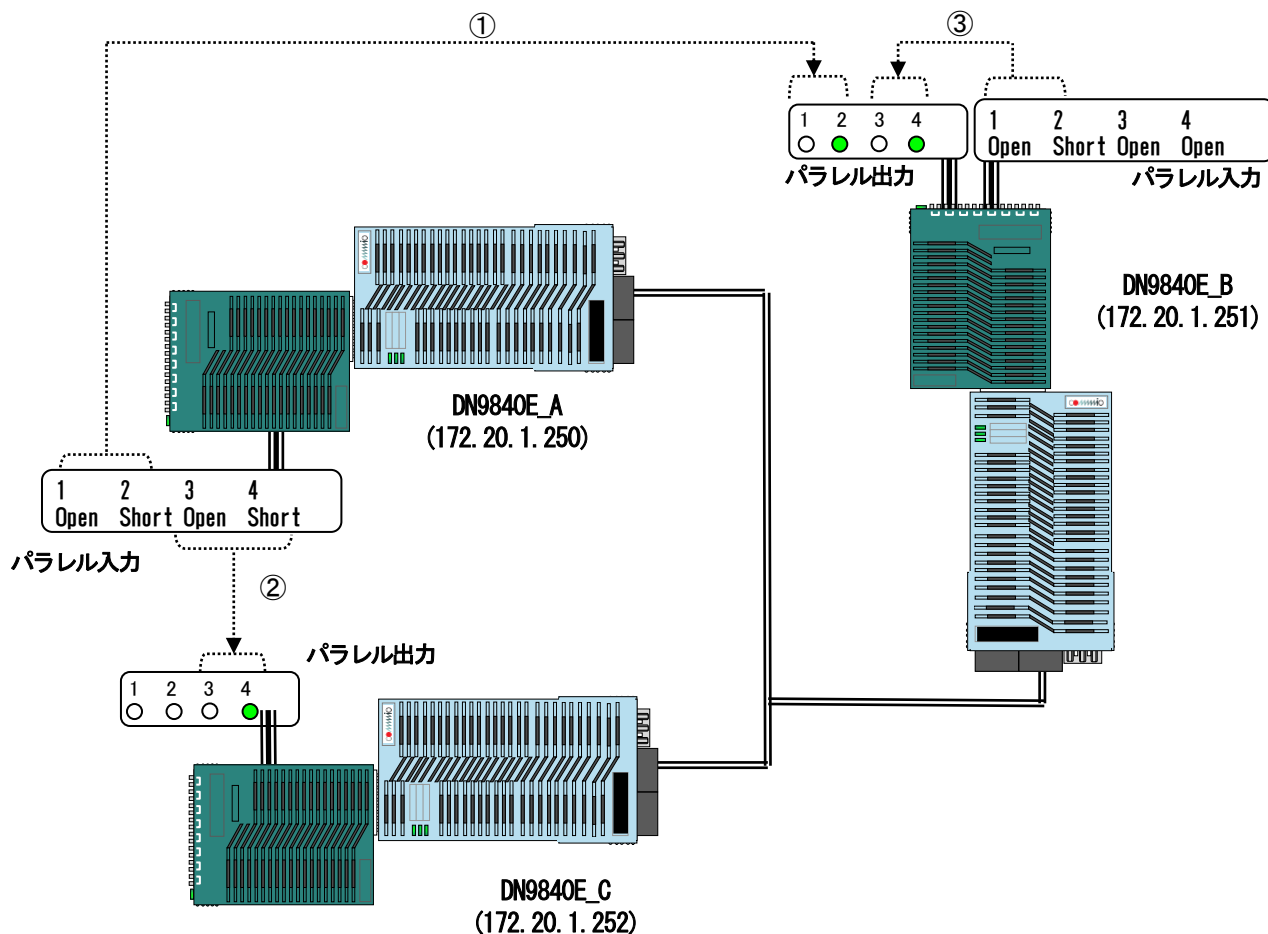 ①
③
1 2 3 4
パラレル出力
1 2 3 4
Open Short Open Open
パラレル入力
DN9840E_A
(172.20.1.250)
DN9840E_B
(172.20.1.251)
1 2 3 4
Open Short Open Short
パラレル入力
②
パラレル出力
1 2 3 4
DN9840E_C
(172.20.1.252)